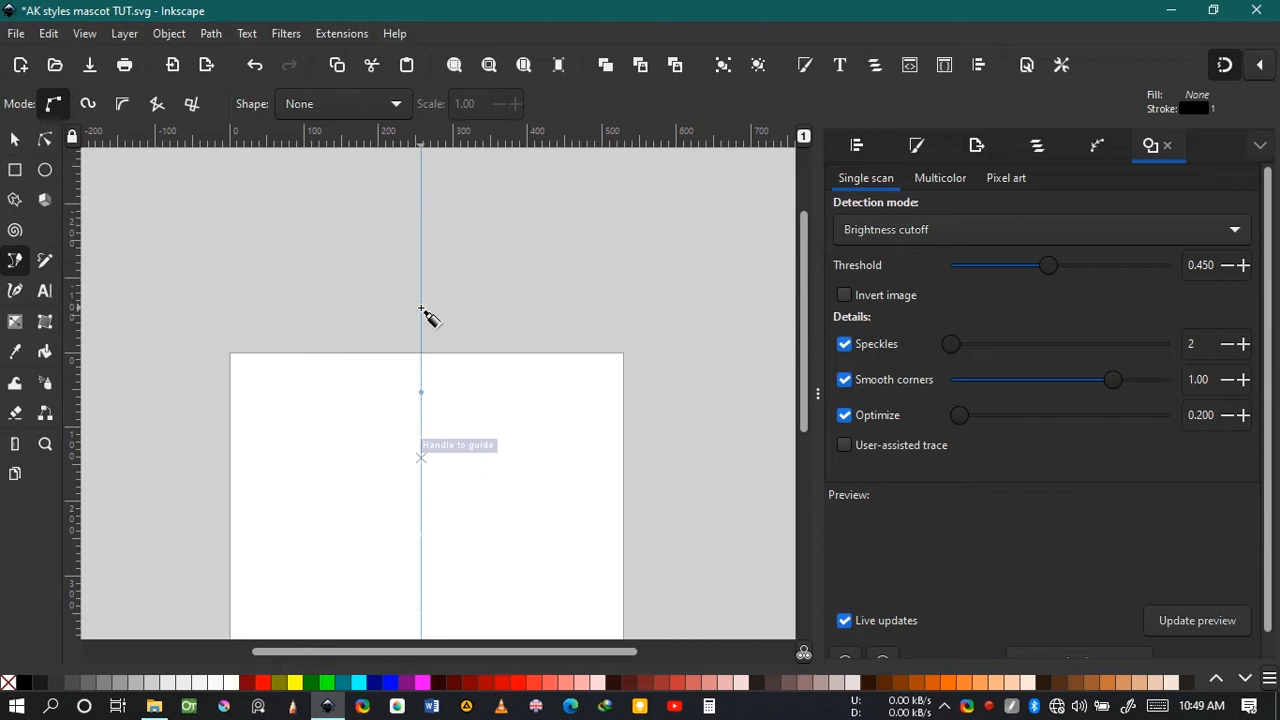 *AK styles mascot TUT.svg - Inkscape
File Edit View Layer Object Path Text Filters Extensions Help
Mode: Shape: None Scale: 1.00 Fill: None
Stroke: 1
-200 -100 0 100 200 300 400 500 600 700 1
Single scan Multicolor Pixel art
Detection mode:
Brightness cutoff
Threshold 0.450
Invert image
Details:
Speckles 2
Smooth corners 1.00
Optimize 0.200
User-assisted trace
Handle to guide
Preview:
Live updates Update preview
U: 0.00 kB/s
D: 0.00 kB/s
10:48 AM